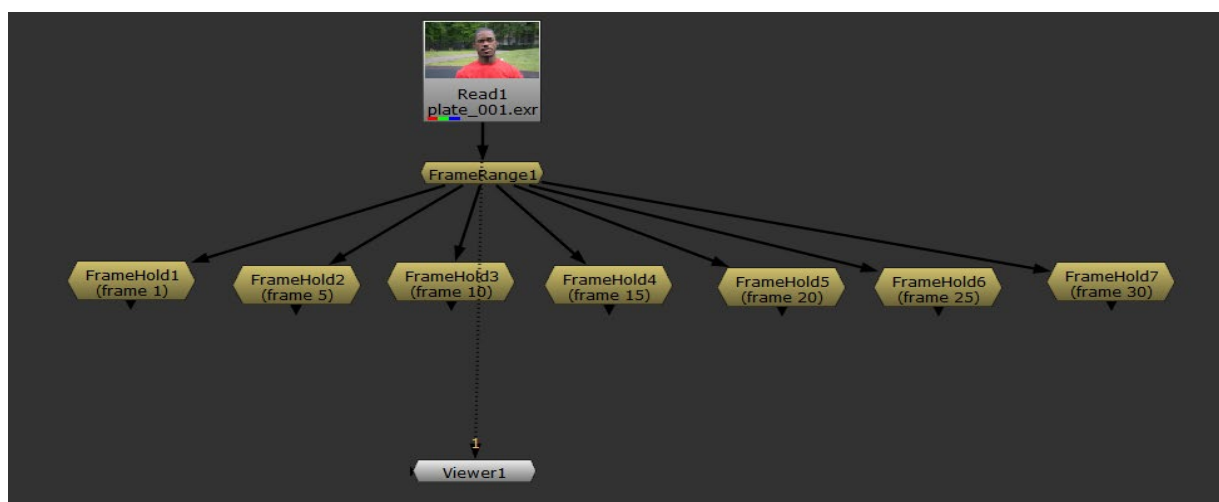 Read1
plate_001.exr
FrameRange1
FrameHold1
(frame 1)
FrameHold2
(frame 5)
FrameHold3
(frame 10)
FrameHold4
(frame 15)
FrameHold5
(frame 20)
FrameHold6
(frame 25)
FrameHold7
(frame 30)
1
Viewer1